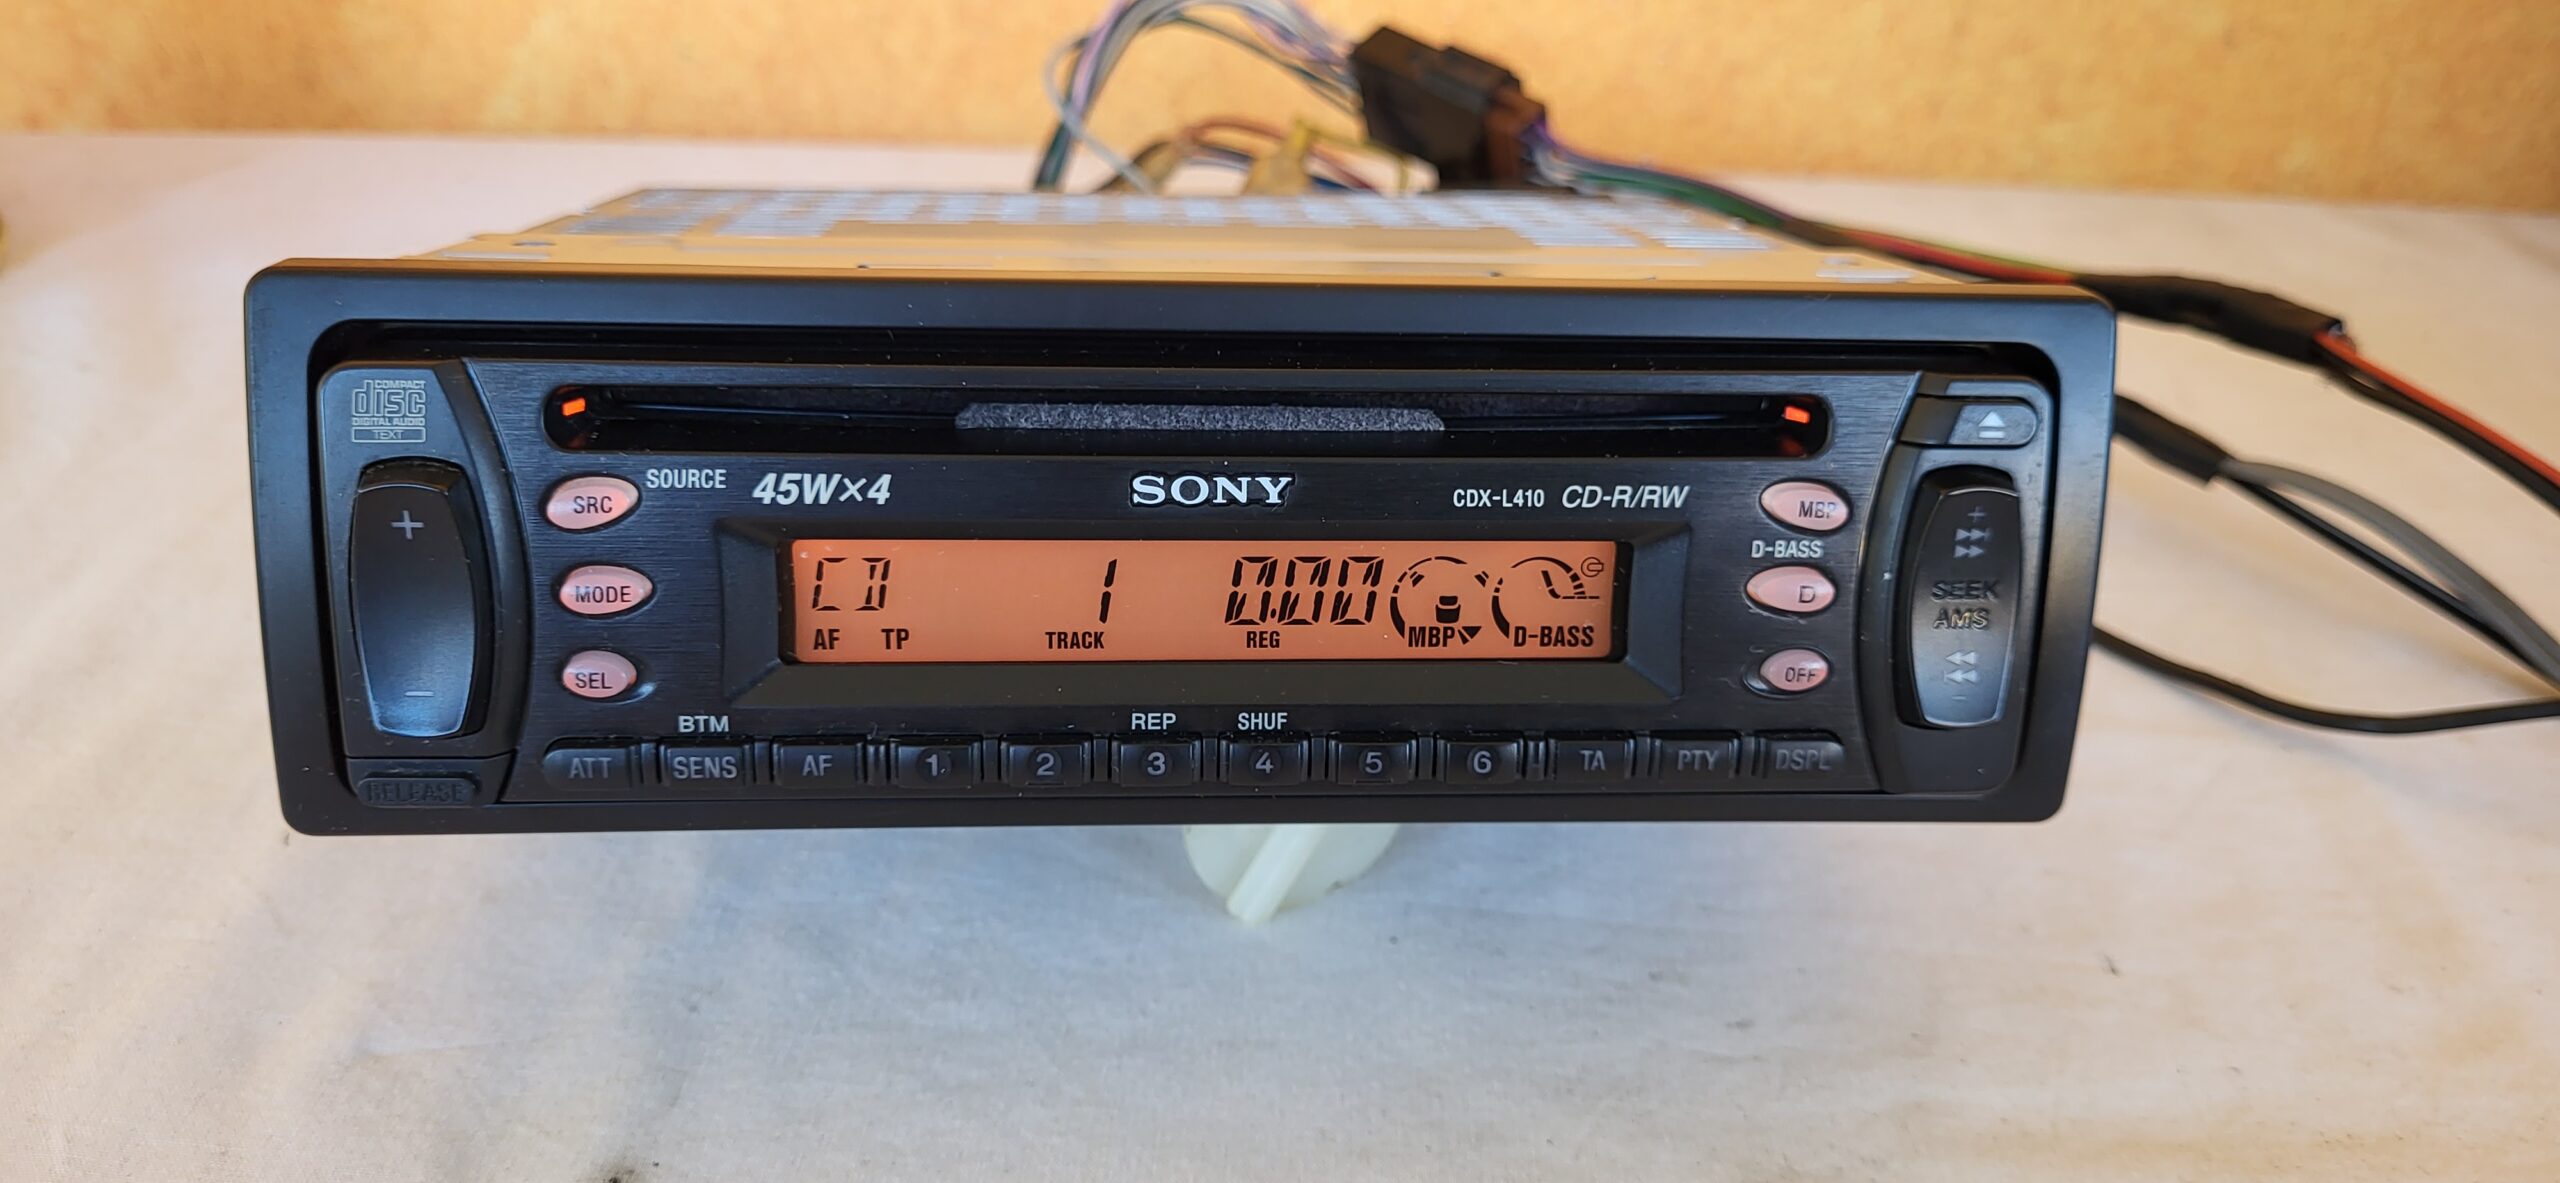 COMPACT
disc
DIGITAL AUDIO
TEXT
SRC
SOURCE
45W×4
SONY
CDX-L410 CD-R/RW
MBP
D-BASS
MODE
D
SEL
OFF
CD 1 0.00
AF TP TRACK REG MBP D-BASS
+
SEEK
AMS
-
+
-
BTM REP SHUF
ATT SENS AF 1 2 3 4 5 6 TA PTY DSPL
RELEASE